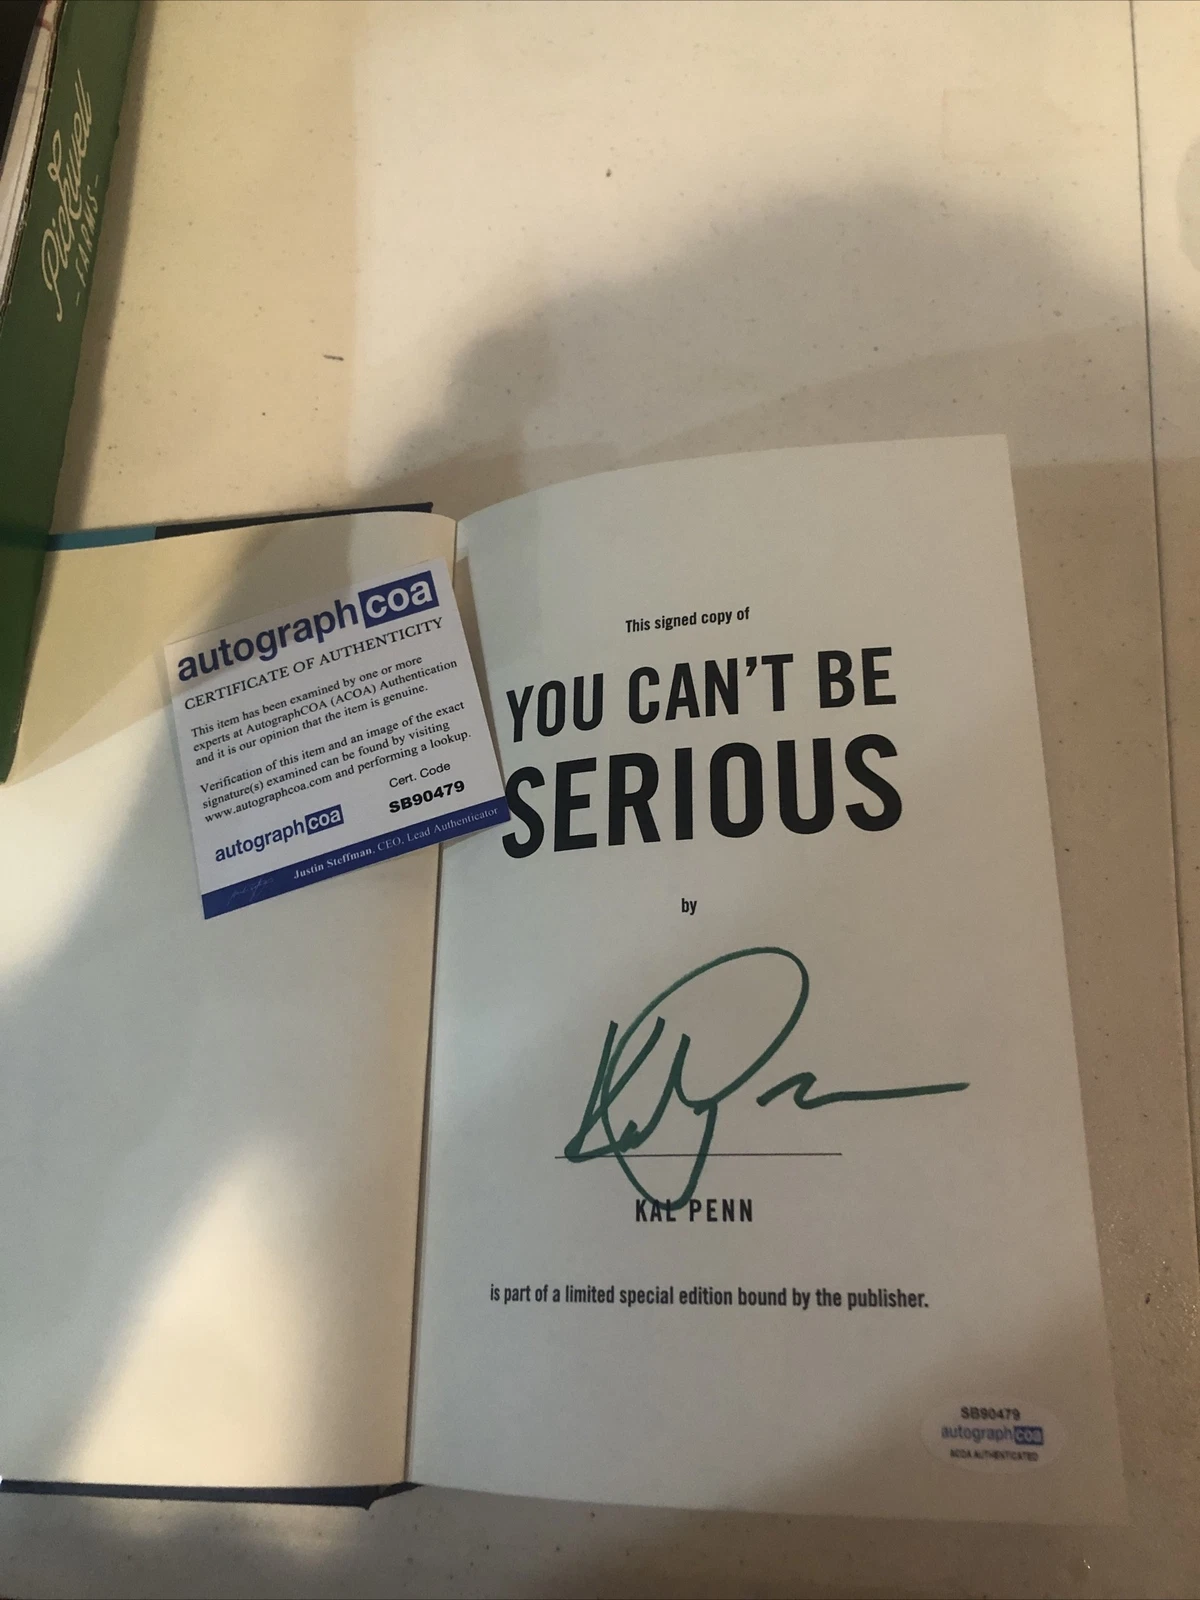 Pickwell
- FARMS -
autographcoa
CERTIFICATE OF AUTHENTICITY
This item has been examined by one or more
experts at AutographCOA (ACOA) Authentication
and it is our opinion that the item is genuine.
Verification of this item and an image of the exact
signature(s) examined can be found by visiting
www.autographcoa.com and performing a lookup.
Cert. Code
SB90479
autographcoa
Justin Steffman, CEO, Lead Authenticator
This signed copy of
YOU CAN'T BE
SERIOUS
by
KAL PENN
is part of a limited special edition bound by the publisher.
SB90479
autographcoa
ACOA AUTHENTICATED